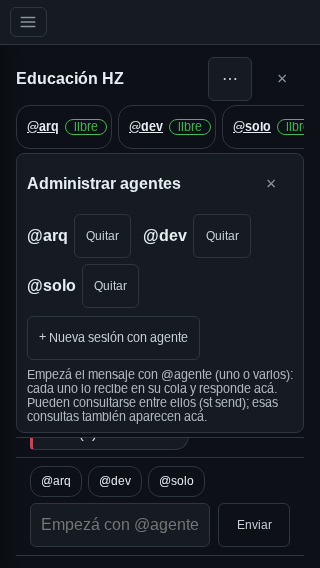 Educación HZ ⋯ ×
@arq libre @dev libre @solo libre
Administrar agentes ×
@arq Quitar @dev Quitar
@solo Quitar
+ Nueva sesión con agente
Empezá el mensaje con @agente (uno o varios):
cada uno lo recibe en su cola y responde acá.
Pueden consultarse entre ellos (st send); esas
consultas también aparecen acá.
@arq @dev @solo
Empezá con @agente Enviar